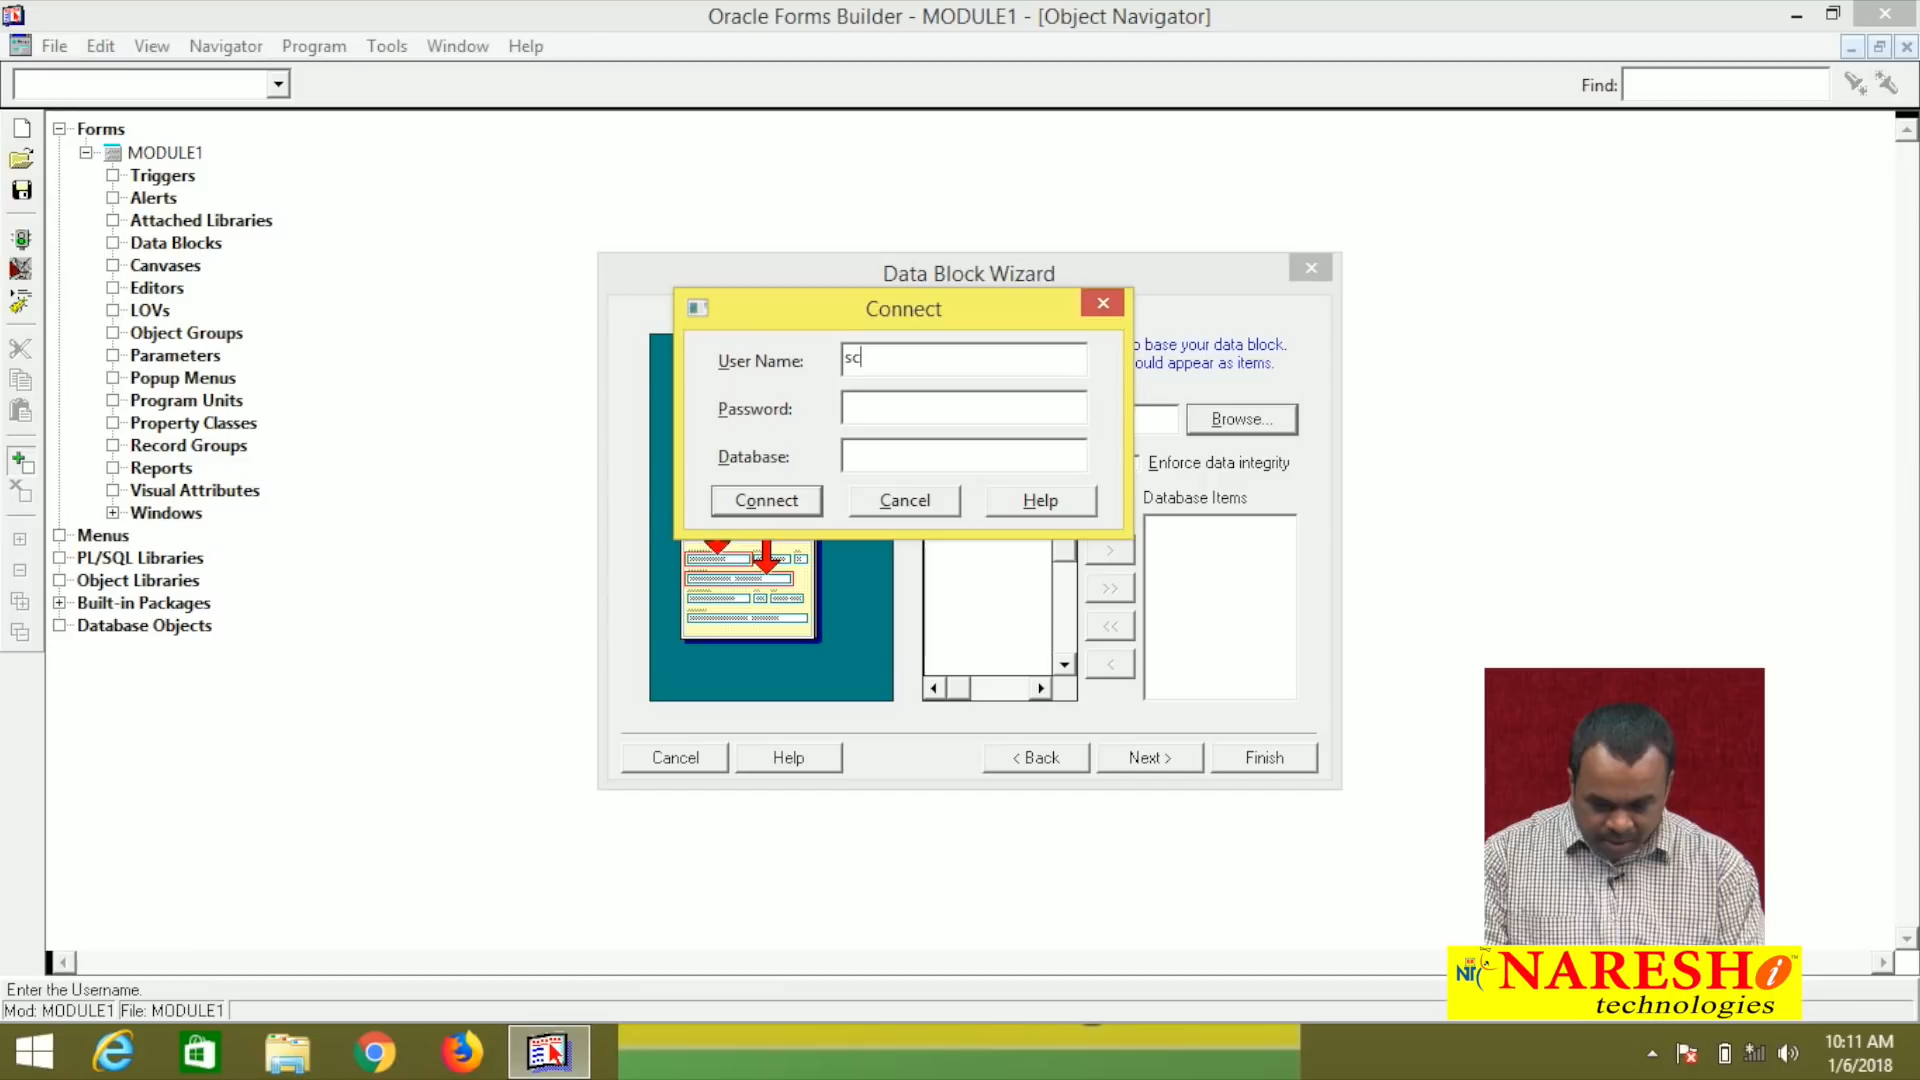 Oracle Forms Builder - MODULE1 - [Object Navigator]
File Edit View Navigator Program Tools Window Help
Find:
Forms
MODULE1
Triggers
Alerts
Attached Libraries
Data Blocks
Canvases
Editors
LOVs
Object Groups
Parameters
Popup Menus
Program Units
Property Classes
Record Groups
Reports
Visual Attributes
Windows
Menus
PL/SQL Libraries
Object Libraries
Built-in Packages
Database Objects
Data Block Wizard
Connect
User Name: sc
Password:
Database:
Connect Cancel Help
o base your data block.
ould appear as items.
Browse...
Enforce data integrity
Database Items
>
>>
<<
<
Cancel Help < Back Next > Finish
Enter the Username.
Mod: MODULE1 File: MODULE1
NARESH i
technologies
10:11 AM
1/6/2018